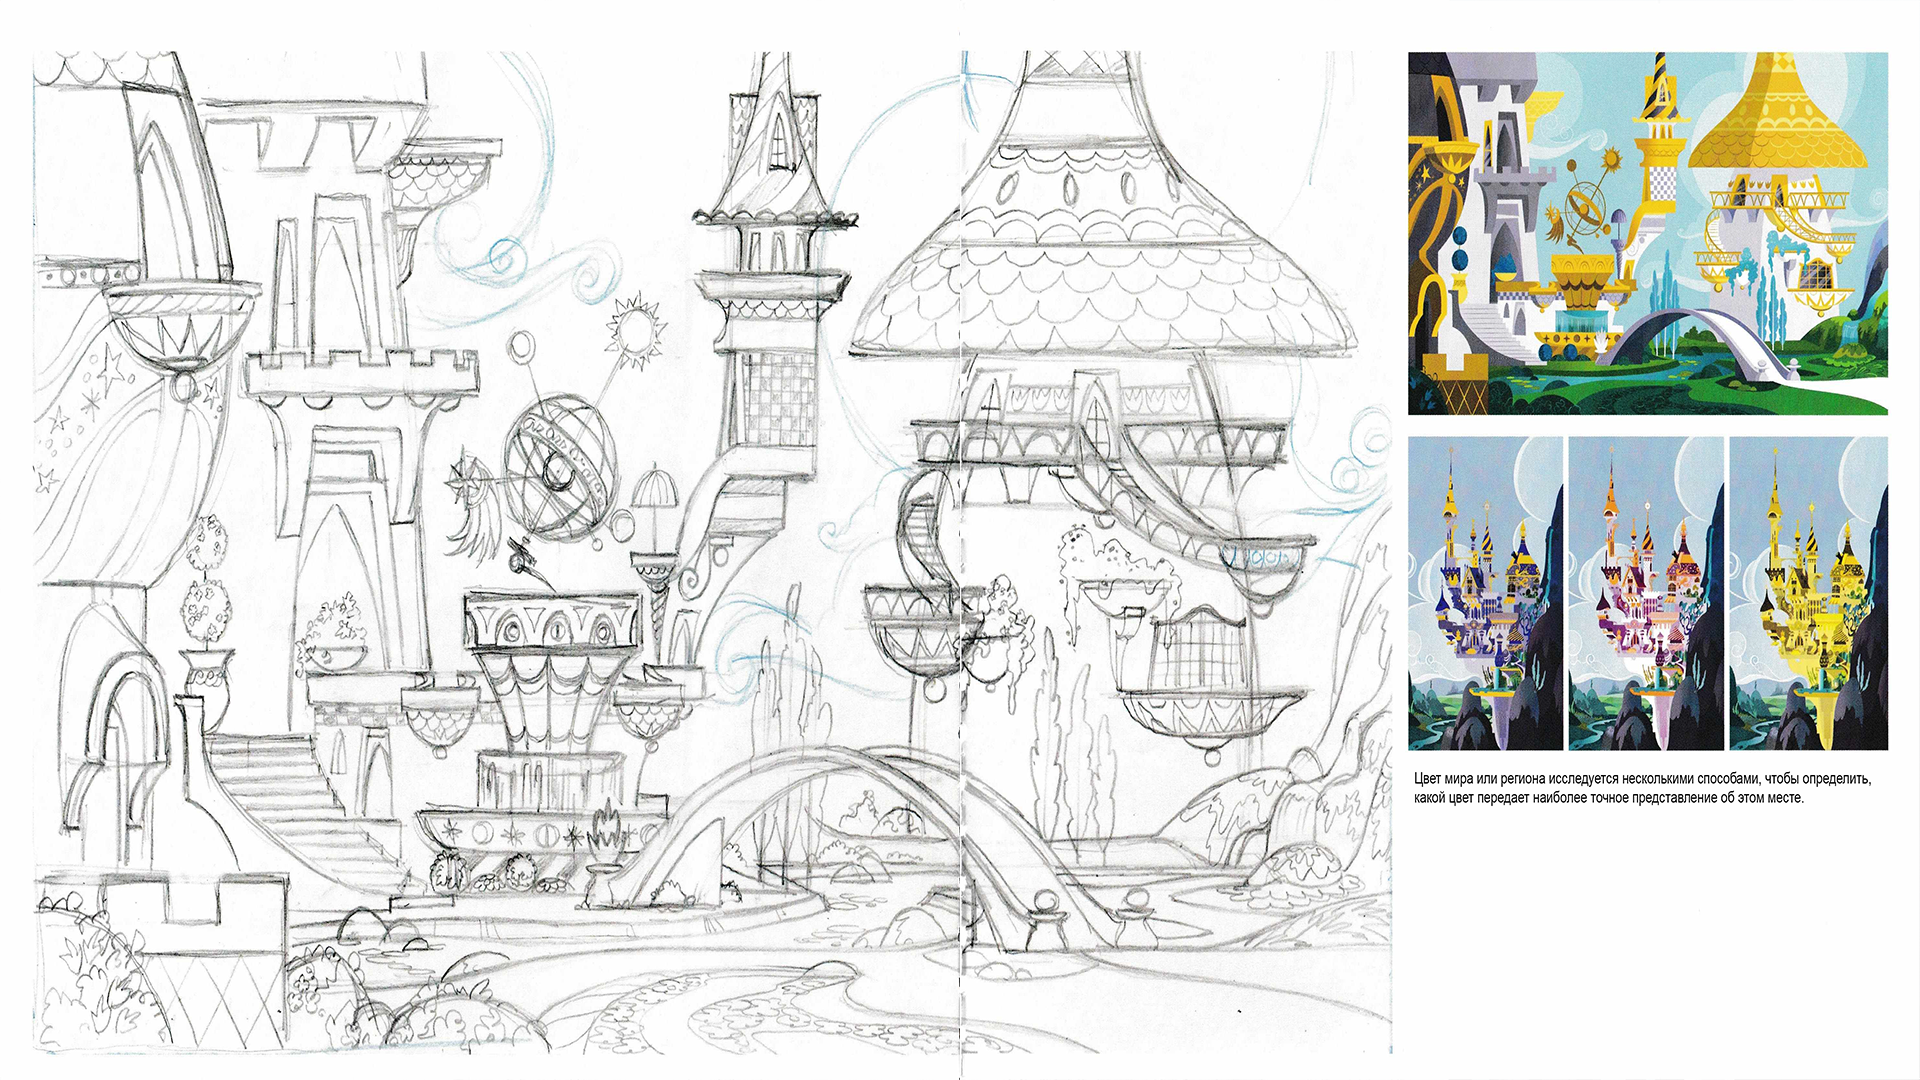 Цвет мира или региона исследуется несколькими способами, чтобы определить,
какой цвет передает наиболее точное представление об этом месте.